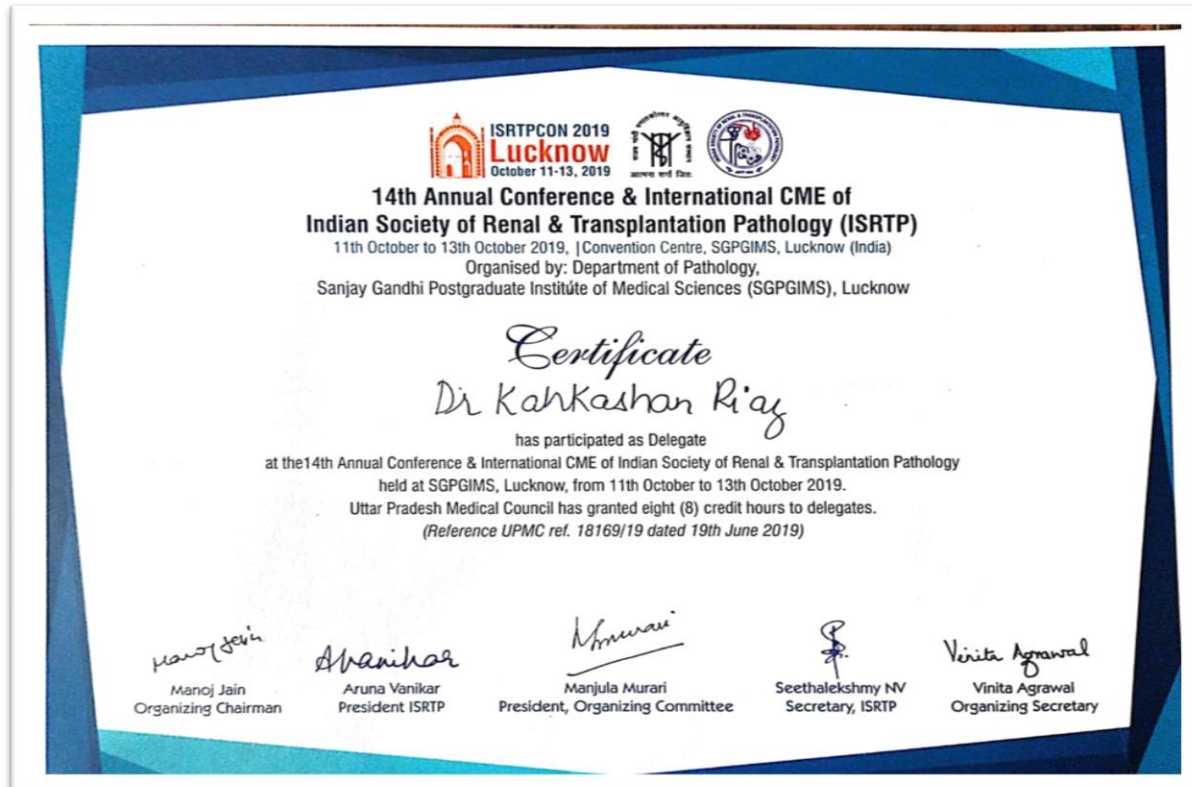 ISRTPCON 2019
Lucknow
October 11-13, 2019
14th Annual Conference & International CME of
Indian Society of Renal & Transplantation Pathology (ISRTP)
11th October to 13th October 2019, |Convention Centre, SGPGIMS, Lucknow (India)
Organised by: Department of Pathology,
Sanjay Gandhi Postgraduate Institute of Medical Sciences (SGPGIMS), Lucknow
Certificate
Dr Kahkashan Riaz
has participated as Delegate
at the14th Annual Conference & International CME of Indian Society of Renal & Transplantation Pathology
held at SGPGIMS, Lucknow, from 11th October to 13th October 2019.
Uttar Pradesh Medical Council has granted eight (8) credit hours to delegates.
(Reference UPMC ref. 18169/19 dated 19th June 2019)
Manoj Jain
Avanikar
Vinita Agrawal
Manoj Jain
Aruna Vanikar
Manjula Murari
Seethalekshmy NV
Vinita Agrawal
Organizing Chairman
President ISRTP
President, Organizing Committee
Secretary, ISRTP
Organizing Secretary